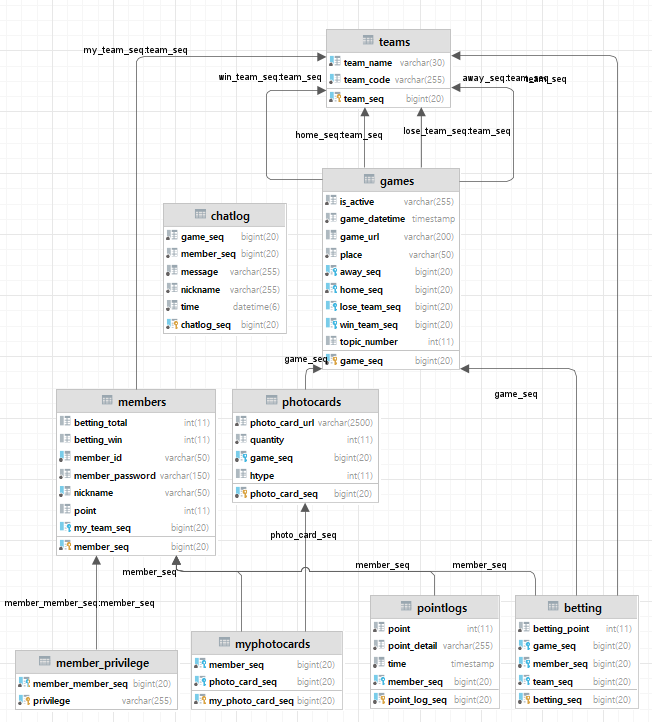 teams
my_team_seq:team_seq
team_name varchar(30)
win_team_seq:team_seq
team_code varchar(255)
away_seq:team_seq
team_seq
team_seq bigint(20)
home_seq:team_seq
lose_team_seq:team_seq
games
is_active varchar(255)
game_datetime timestamp
game_url varchar(200)
place varchar(50)
away_seq bigint(20)
home_seq bigint(20)
lose_team_seq bigint(20)
win_team_seq bigint(20)
topic_number int(11)
game_seq bigint(20)
chatlog
game_seq bigint(20)
member_seq bigint(20)
message varchar(255)
nickname varchar(255)
time datetime(6)
chatlog_seq bigint(20)
game_seq
game_seq
members
betting_total int(11)
betting_win int(11)
member_id varchar(50)
member_password varchar(150)
nickname varchar(50)
point int(11)
my_team_seq bigint(20)
member_seq bigint(20)
photocards
photo_card_url varchar(2500)
quantity int(11)
game_seq bigint(20)
htype int(11)
photo_card_seq bigint(20)
photo_card_seq
member_seq
member_seq
member_seq
member_member_seq:member_seq
member_privilege
member_member_seq bigint(20)
privilege varchar(255)
myphotocards
member_seq bigint(20)
photo_card_seq bigint(20)
my_photo_card_seq bigint(20)
pointlogs
point int(11)
point_detail varchar(255)
time timestamp
member_seq bigint(20)
point_log_seq bigint(20)
betting
betting_point int(11)
game_seq bigint(20)
member_seq bigint(20)
team_seq bigint(20)
betting_seq bigint(20)